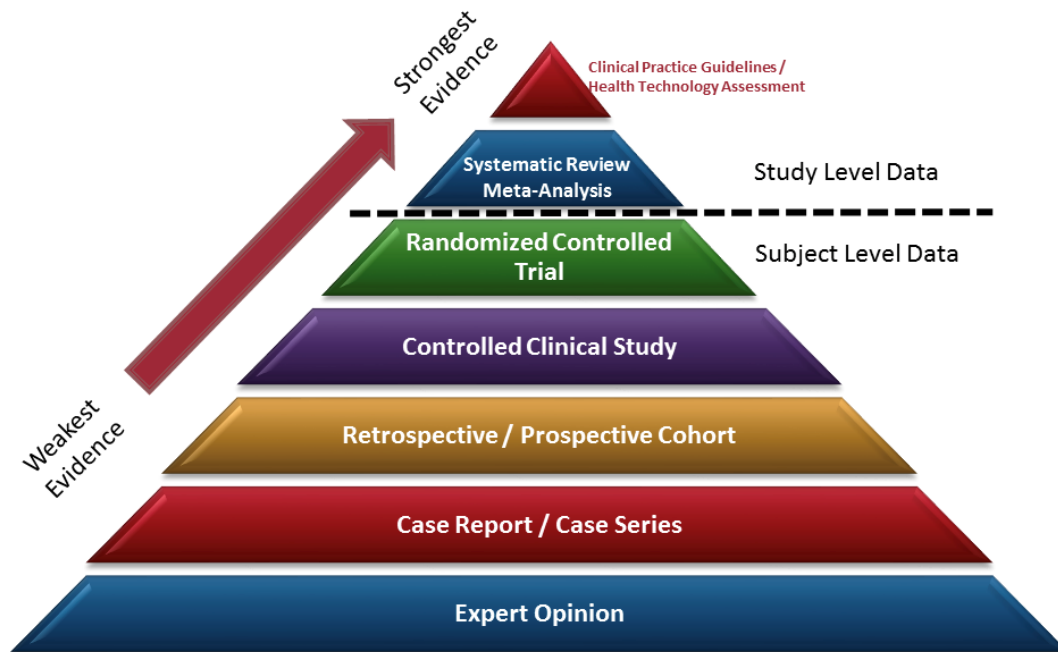 Strongest
Evidence
Clinical Practice Guidelines /
Health Technology Assessment
Systematic Review
Meta-Analysis
Study Level Data
Randomized Controlled
Trial
Subject Level Data
Controlled Clinical Study
Weakest
Evidence
Retrospective / Prospective Cohort
Case Report / Case Series
Expert Opinion